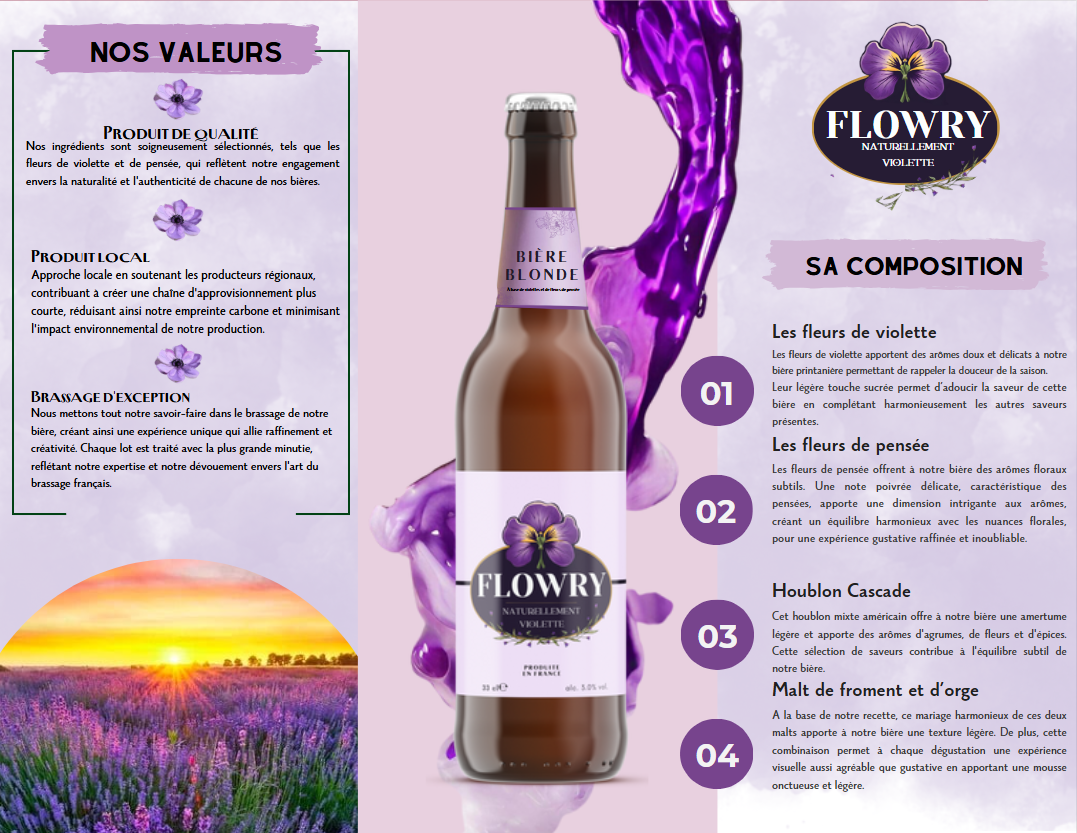 NOS VALEURS
PRODUIT DE QUALITÉ
Nos ingrédients sont soigneusement sélectionnés, tels que les
fleurs de violette et de pensée, qui reflètent notre engagement
envers la naturalité et l'authenticité de chacune de nos bières.
PRODUIT LOCAL
Approche locale en soutenant les producteurs régionaux,
contribuant à créer une chaîne d'approvisionnement plus
courte, réduisant ainsi notre empreinte carbone et minimisant
l'impact environnemental de notre production.
BRASSAGE D'EXCEPTION
Nous mettons tout notre savoir-faire dans le brassage de notre
bière, créant ainsi une expérience unique qui allie raffinement et
créativité. Chaque lot est traité avec la plus grande minutie,
reflétant notre expertise et notre dévouement envers l'art du
brassage français.
BIÈRE
BLONDE
À base de violettes et de fleurs de pensée
FLOWRY
NATURELLEMENT
VIOLETTE
PRODUITE
EN FRANCE
33 cl℮ alc. 5.0% vol.
FLOWRY
NATURELLEMENT
VIOLETTE
SA COMPOSITION
01
Les fleurs de violette
Les fleurs de violette apportent des arômes doux et délicats à notre
bière printanière permettant de rappeler la douceur de la saison.
Leur légère touche sucrée permet d'adoucir la saveur de cette
bière en complétant harmonieusement les autres saveurs
présentes.
02
Les fleurs de pensée
Les fleurs de pensée offrent à notre bière des arômes floraux
subtils. Une note poivrée délicate, caractéristique des
pensées, apporte une dimension intrigante aux arômes,
créant un équilibre harmonieux avec les nuances florales,
pour une expérience gustative raffinée et inoubliable.
03
Houblon Cascade
Cet houblon mixte américain offre à notre bière une amertume
légère et apporte des arômes d'agrumes, de fleurs et d'épices.
Cette sélection de saveurs contribue à l'équilibre subtil de
notre bière.
04
Malt de froment et d'orge
A la base de notre recette, ce mariage harmonieux de ces deux
malts apporte à notre bière une texture légère. De plus, cette
combinaison permet à chaque dégustation une expérience
visuelle aussi agréable que gustative en apportant une mousse
onctueuse et légère.